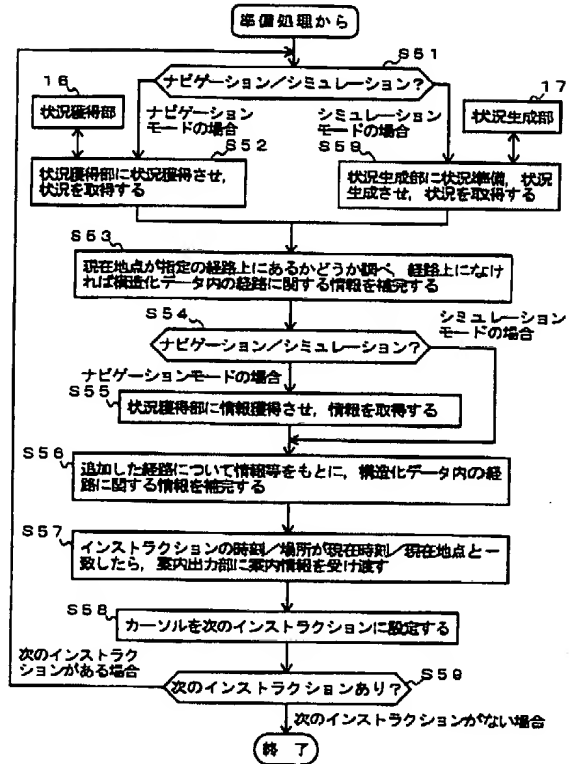 準備処理から
S51
ナビゲーション/シミュレーション?
16
状況獲得部
ナビゲーション
モードの場合
S52
シミュレーション
モードの場合
S59
17
状況生成部
状況獲得部に状況獲得させ,
状況を取得する
状況生成部に状況準備, 状況
生成させ, 状況を取得する
S53
現在地点が指定の経路上にあるかどうか調べ, 経路上になけ
れば構造化データ内の経路に関する情報を補充する
S54
ナビゲーション/シミュレーション?
シミュレーション
モードの場合
ナビゲーションモードの場合
S55
状況獲得部に情報獲得させ, 情報を取得する
S56
追加した経路について情報等をもとに, 構造化データ内の経
路に関する情報を補完する
S57
インストラクションの時刻/場所が現在時刻/現在地点と一
致したら, 案内出力部に案内情報を受け渡す
S58
カーソルを次のインストラクションに設定する
次のインストラク
ションがある場合
S59
次のインストラクションあり?
次のインストラクションがない場合
終 了